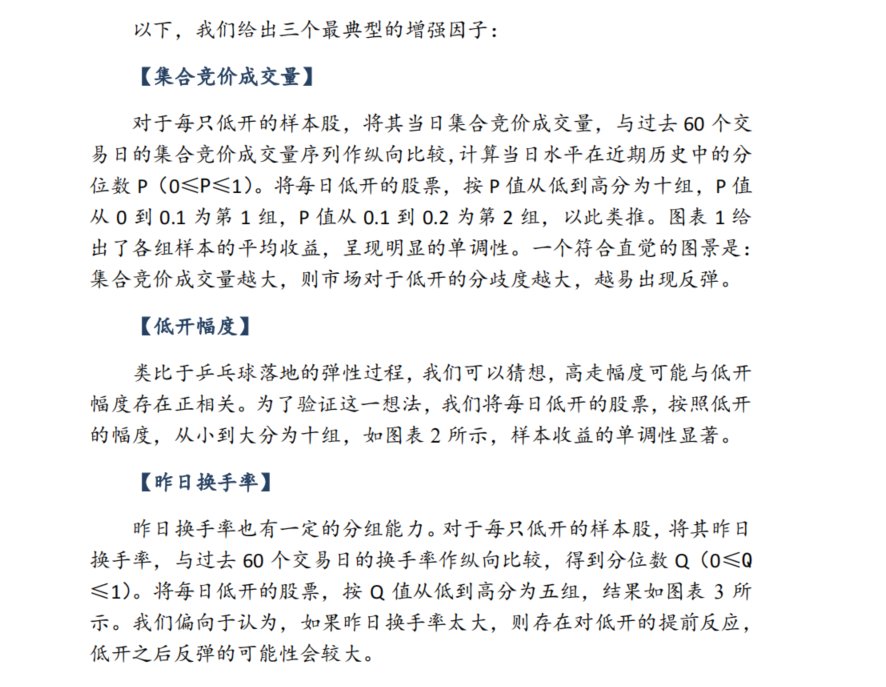 以下，我们给出三个最典型的增强因子：
【集合竞价成交量】
对于每只低开的样本股，将其当日集合竞价成交量，与过去 60 个交
易日的集合竞价成交量序列作纵向比较，计算当日水平在近期历史中的分
位数 P（0≤P≤1）。将每日低开的股票，按 P 值从低到高分为十组，P 值
从 0 到 0.1 为第 1 组，P 值从 0.1 到 0.2 为第 2 组，以此类推。图表 1 给
出了各组样本的平均收益，呈现明显的单调性。一个符合直觉的图景是：
集合竞价成交量越大，则市场对于低开的分歧度越大，越易出现反弹。
【低开幅度】
类比于乒乓球落地的弹性过程，我们可以猜想，高走幅度可能与低开
幅度存在正相关。为了验证这一想法，我们将每日低开的股票，按照低开
的幅度，从小到大分为十组，如图表 2 所示，样本收益的单调性显著。
【昨日换手率】
昨日换手率也有一定的分组能力。对于每只低开的样本股，将其昨日
换手率，与过去 60 个交易日的换手率作纵向比较，得到分位数 Q（0≤Q
≤1）。将每日低开的股票，按 Q 值从低到高分为五组，结果如图表 3 所
示。我们偏向于认为，如果昨日换手率太大，则存在对低开的提前反应，
低开之后反弹的可能性会较大。